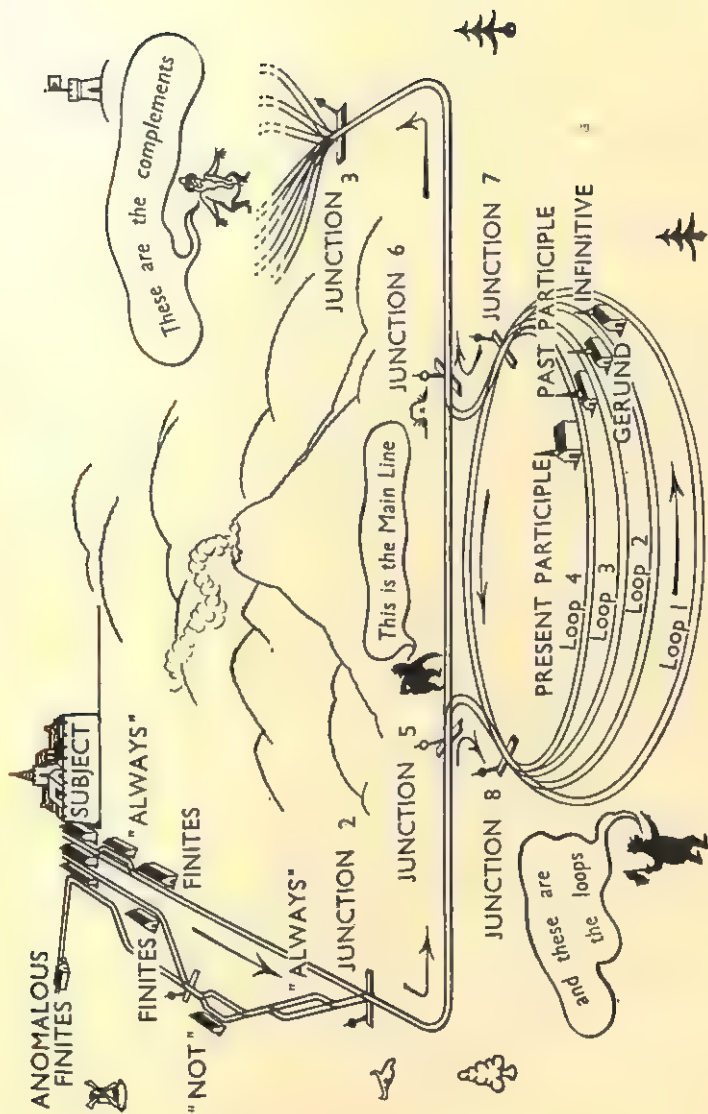 ANOMALOUS
FINITES
SUBJECT
"ALWAYS"
FINITES
FINITES
"NOT"
"ALWAYS"
JUNCTION 2
These are the complements
JUNCTION 3
This is the Main Line
JUNCTION 5
JUNCTION 6
JUNCTION 8
JUNCTION 7
PRESENT PARTICIPLE
PAST PARTICIPLE
GERUND
INFINITIVE
Loop 4
Loop 3
Loop 2
Loop 1
and these are
the loops